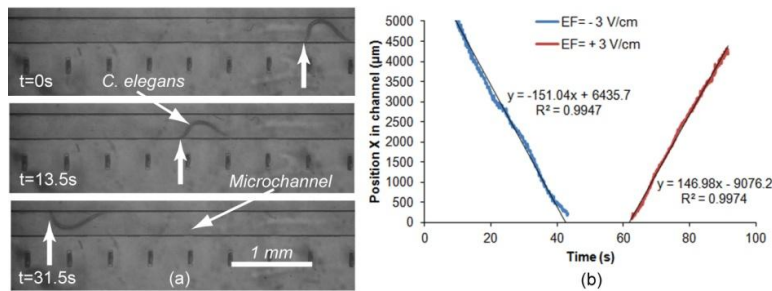 t=0s
C. elegans
t=13.5s
Microchannel
1 mm
t=31.5s
(a)
5000
4500
4000
3500
3000
2500
2000
1500
1000
500
0
Position X in channel (µm)
EF= - 3 V/cm
EF= + 3 V/cm
y = -151.04x + 6435.7
R² = 0.9947
y = 146.98x - 9076.2
R² = 0.9974
0 20 40 60 80 100
Time (s)
(b)